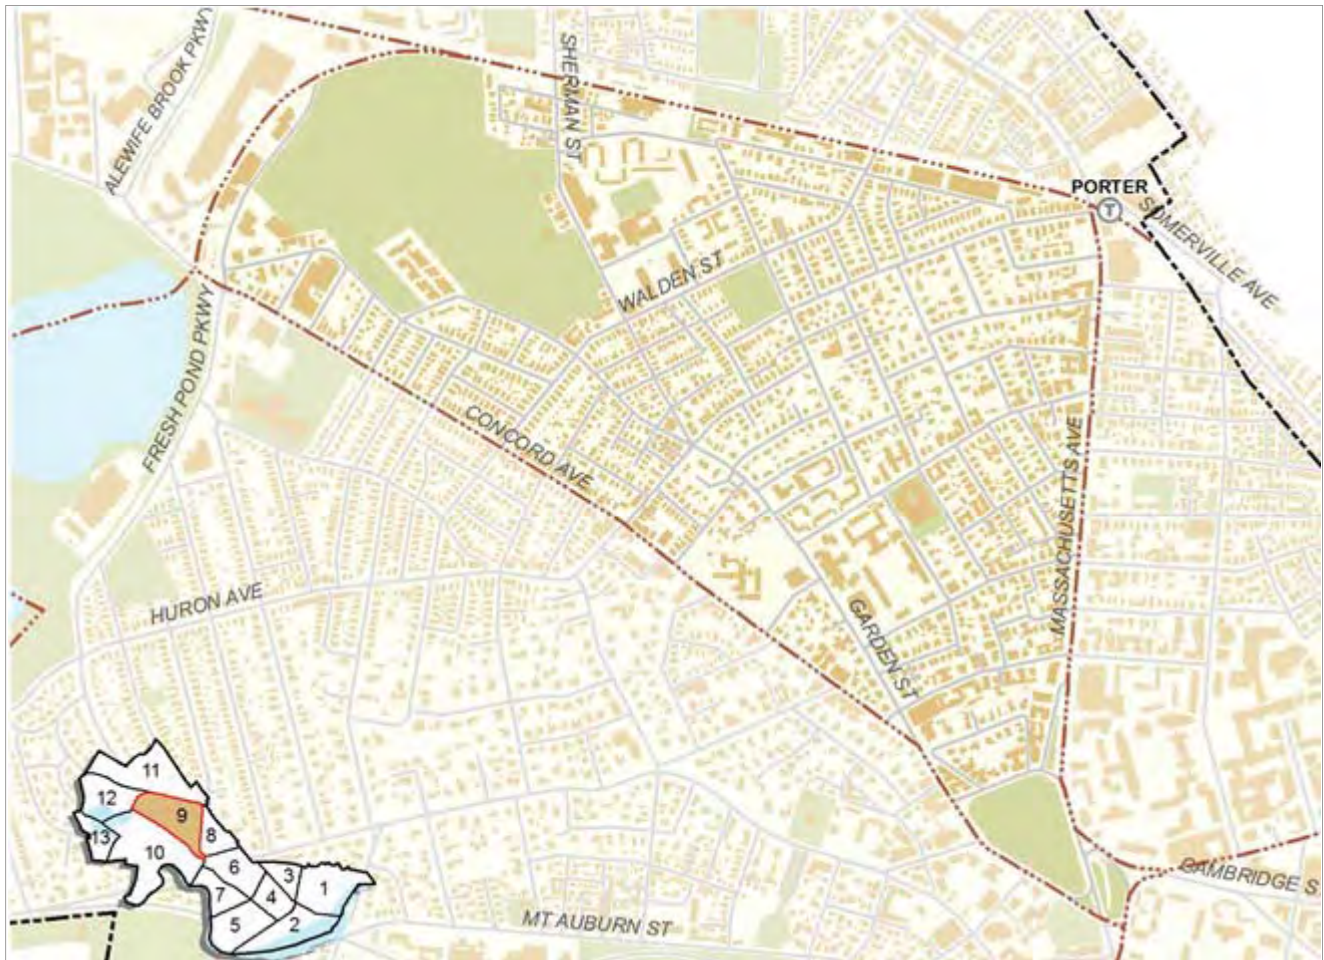 ALEWIFE BROOK PKWY
SHERMAN ST
PORTER
T
SOMERVILLE AVE
WALDEN ST
FRESH POND PKWY
CONCORD AVE
MASSACHUSETTS AVE
HURON AVE
GARDEN ST
11
12
9
13
8
10
6
3
1
7
4
5
2
CAMBRIDGE S
MT AUBURN ST